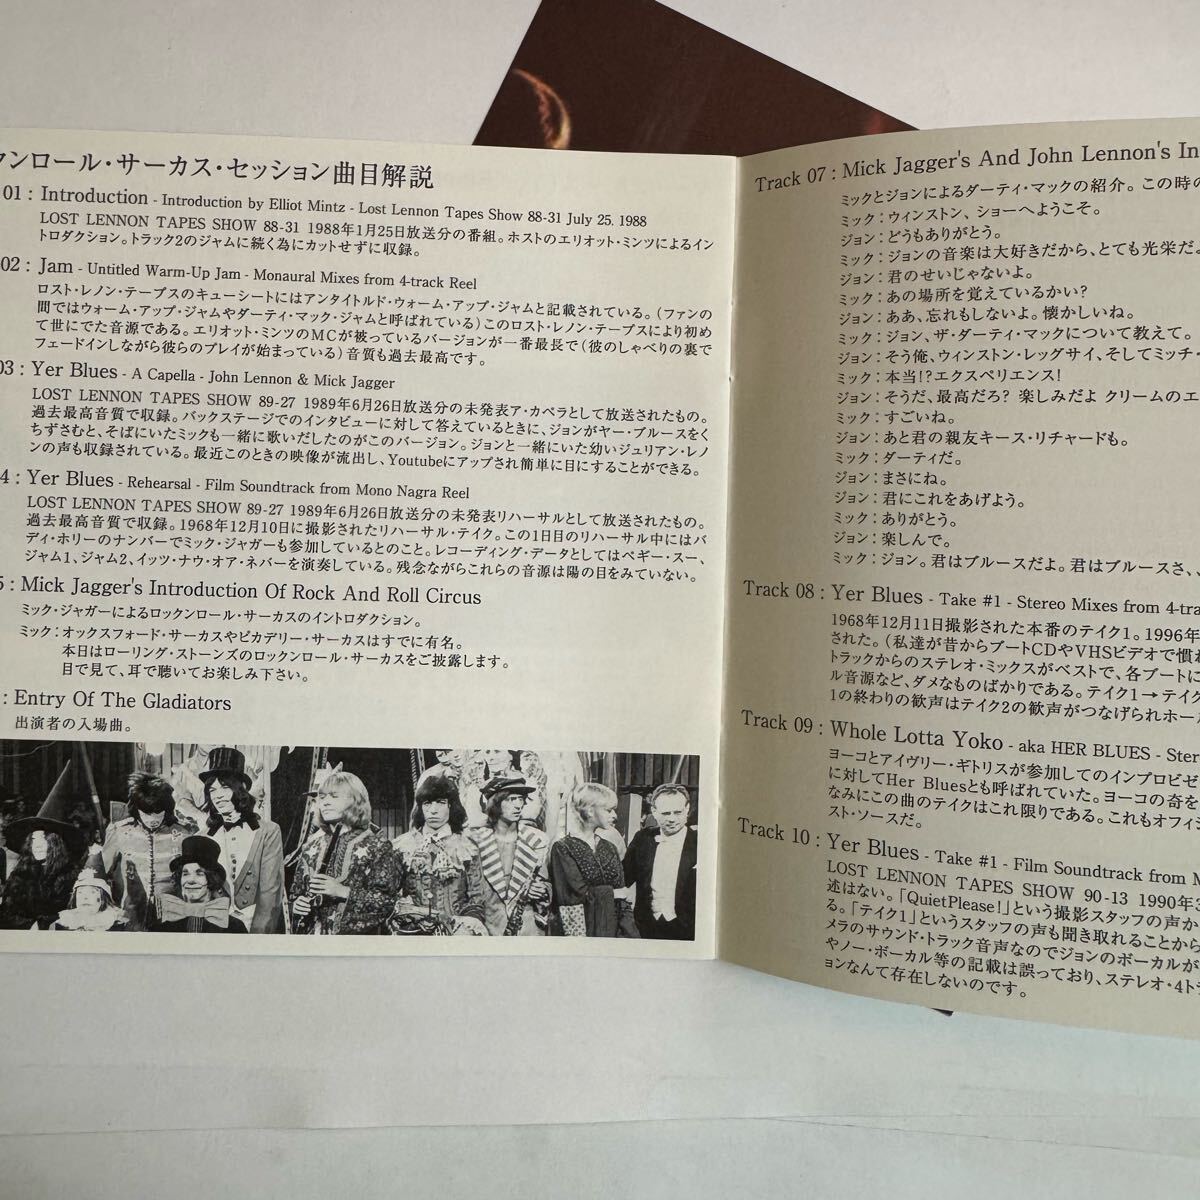 クンロール・サーカス・セッション曲目解説
01 : Introduction - Introduction by Elliot Mintz - Lost Lennon Tapes Show 88-31 July 25. 1988
LOST LENNON TAPES SHOW 88-31 1988年1月25日放送分の番組。ホストのエリオット・ミンツによるイン
トロダクション。トラック2のジャムに続く為にカットせずに収録。
02 : Jam - Untitled Warm-Up Jam - Monaural Mixes from 4-track Reel
ロスト・レノン・テープスのキューシートにはアンタイトルド・ウォーム・アップ・ジャムと記載されている。(ファンの
間ではウォーム・アップ・ジャムやダーティ・マック・ジャムと呼ばれている)このロスト・レノン・テープスにより初め
て世にでた音源である。エリオット・ミンツのMCが被っているバージョンが一番最長で(彼のしゃべりの裏で
フェードインしながら彼らのプレイが始まっている)音質も過去最高です。
03 : Yer Blues - A Capella - John Lennon & Mick Jagger
LOST LENNON TAPES SHOW 89-27 1989年6月26日放送分の未発表ア・カペラとして放送されたもの。
過去最高音質で収録。バックステージでのインタビューに対して答えているときに、ジョンがヤー・ブルースをく
ちずさむと、そばにいたミックも一緒に歌いだしたのがこのバージョン。ジョンと一緒にいた幼いジュリアン・レノ
ンの声も収録されている。最近このときの映像が流出し、Youtubeにアップされ簡単に目にすることができる。
4 : Yer Blues - Rehearsal - Film Soundtrack from Mono Nagra Reel
LOST LENNON TAPES SHOW 89-27 1989年6月26日放送分の未発表リハーサルとして放送されたもの。
過去最高音質で収録。1968年12月10日に撮影されたリハーサル・テイク。この1日目のリハーサル中にはバ
ディ・ホリーのナンバーでミック・ジャガーも参加しているとのこと。レコーディング・データとしてはペギー・スー、
ジャム1、ジャム2、イッツ・ナウ・オア・ネバーを演奏している。残念ながらこれらの音源は陽の目をみていない。
5 : Mick Jagger's Introduction Of Rock And Roll Circus
ミック・ジャガーによるロックンロール・サーカスのイントロダクション。
ミック：オックスフォード・サーカスやピカデリー・サーカスはすでに有名。
本日はローリング・ストーンズのロックンロール・サーカスをご披露します。
目で見て、耳で聴いてお楽しみ下さい。
: Entry Of The Gladiators
出演者の入場曲。
Track 07 : Mick Jagger's And John Lennon's In
ミックとジョンによるダーティ・マックの紹介。この時の
ミック：ウィンストン、ショーへようこそ。
ジョン：どうもありがとう。
ミック：ジョンの音楽は大好きだから、とても光栄だよ
ジョン：君のせいじゃないよ。
ミック：あの場所を覚えているかい?
ジョン：ああ、忘れもしないよ。懐かしいね。
ミック：ジョン、ザ・ダーティ・マックについて教えて。
ジョン：そう俺、ウィンストン・レッグサイ、そしてミッチ・
ミック：本当!?エクスペリエンス!
ジョン：そうだ、最高だろ? 楽しみだよ クリームのエ
ミック：すごいね。
ジョン：あと君の親友キース・リチャードも。
ミック：ダーティだ。
ジョン：まさにね。
ジョン：君にこれをあげよう。
ミック：ありがとう。
ジョン：楽しんで。
ミック：ジョン。君はブルースだよ。君はブルースさ、、
Track 08 : Yer Blues - Take #1 - Stereo Mixes from 4-tra
1968年12月11日撮影された本番のテイク1。1996年
された。(私達が昔からブートCDやVHSビデオで慣れ
トラックからのステレオ・ミックスがベストで、各ブートに
ル音源など、ダメなものばかりである。テイク1→テイク
1の終わりの歓声はテイク2の歓声がつなげられホール
Track 09 : Whole Lotta Yoko - aka HER BLUES - Stere
ヨーコとアイヴリー・ギトリスが参加してのインプロビゼ
に対してHer Bluesとも呼ばれていた。ヨーコの奇を
なみにこの曲のテイクはこれ限りである。これもオフィシ
スト・ソースだ。
Track 10 : Yer Blues - Take #1 - Film Soundtrack from M
LOST LENNON TAPES SHOW 90-13 1990年3
述はない。「QuietPlease!」という撮影スタッフの声か
る。「テイク1」というスタッフの声も聞き取れることから
メラのサウンド・トラック音声なのでジョンのボーカルが
やノー・ボーカル等の記載は誤っており、ステレオ・4トラ
ョンなんて存在しないのです。